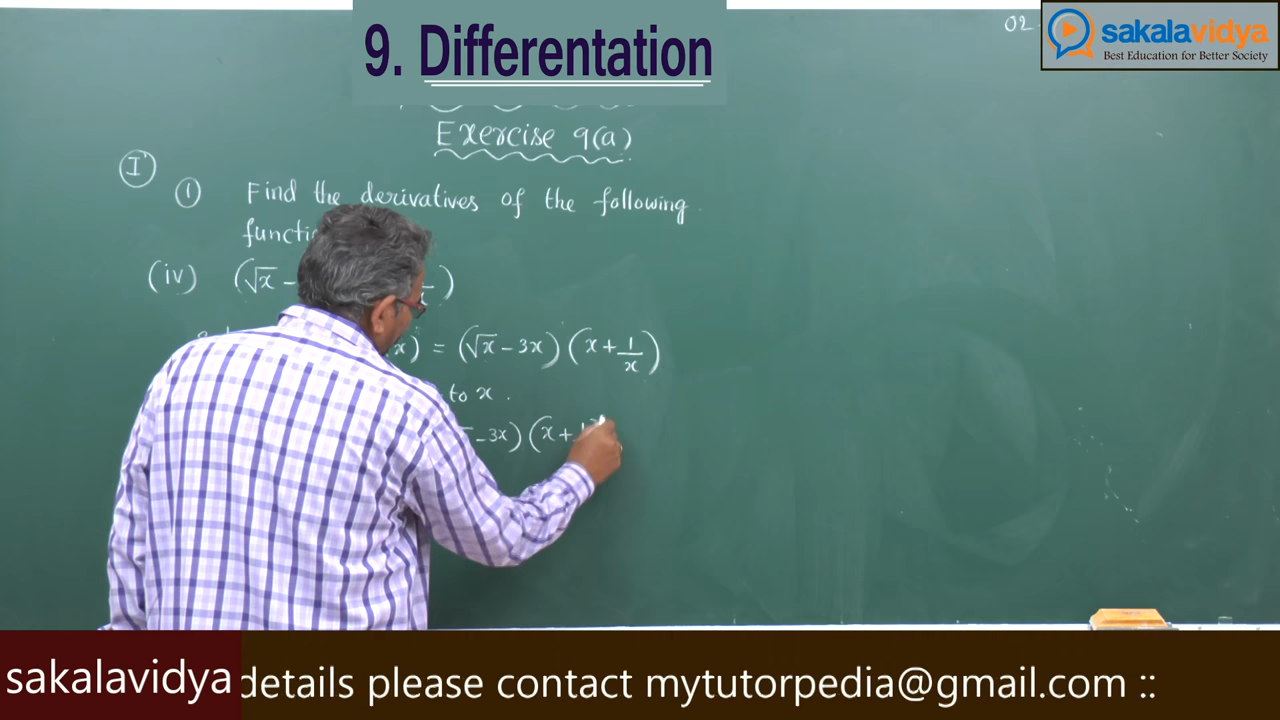 9. Differentation
02
sakalavidya
Best Education for Better Society
Exercise 9(a)
I
(1) Find the derivatives of the following
functi
(iv) (√x - )
x) = (√x - 3x) (x + 1/x)
to x.
- 3x) (x +
sakalavidya details please contact mytutorpedia@gmail.com ::